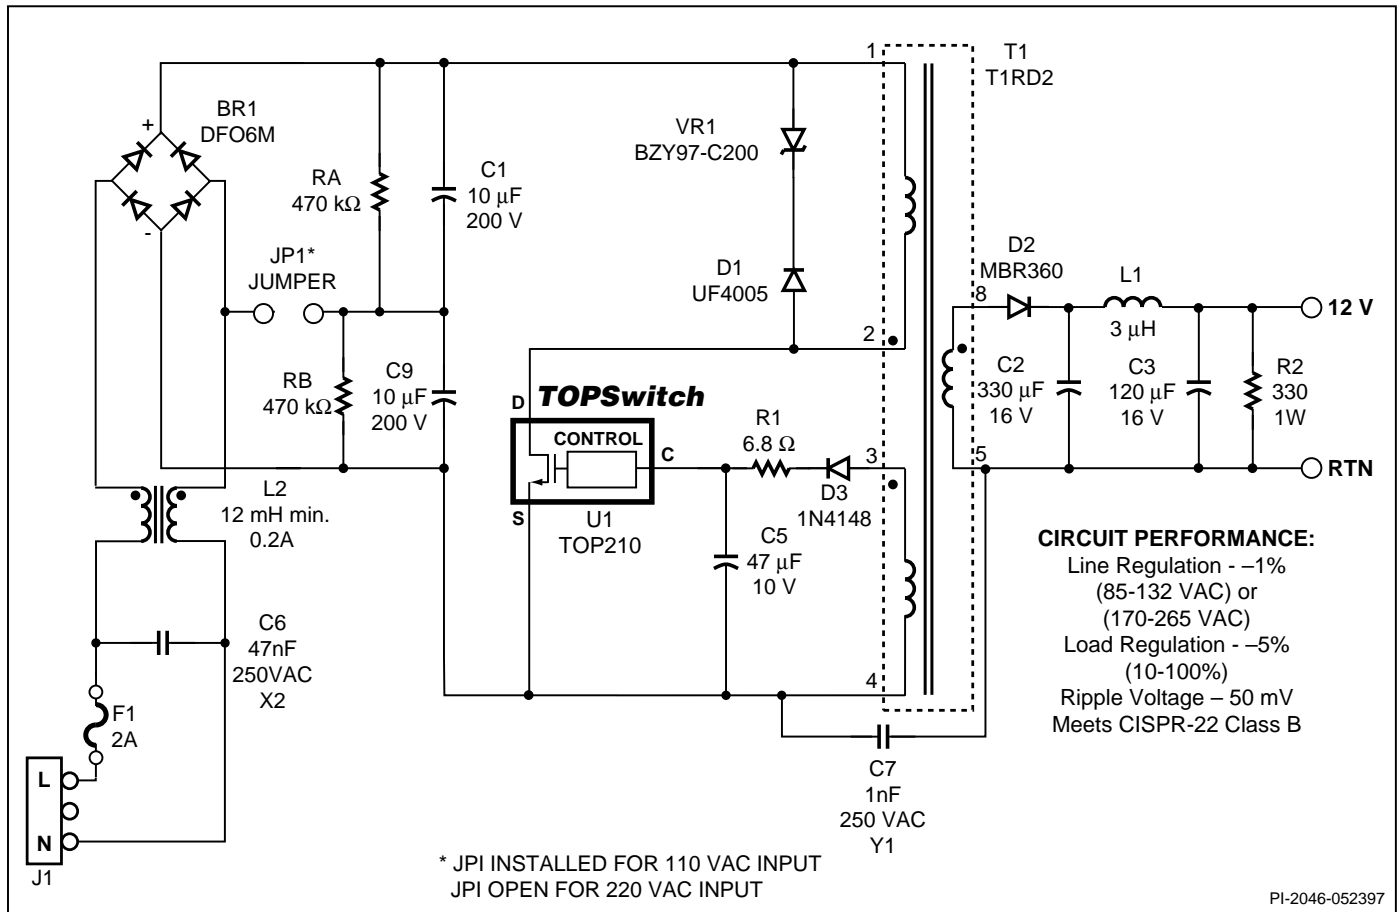 1
T1
T1RD2
BR1
DFO6M
+
-
VR1
BZY97-C200
RA
470 kΩ
C1
10 µF
200 V
JP1*
JUMPER
D1
UF4005
D2
MBR360
L1
3 µH
8
12 V
2
RB
470 kΩ
C9
10 µF
200 V
C2
330 µF
16 V
C3
120 µF
16 V
R2
330
1W
TOPSwitch
D
CONTROL
C
S
U1
TOP210
R1
6.8 Ω
3
D3
1N4148
5
RTN
L2
12 mH min.
0.2A
C5
47 µF
10 V
CIRCUIT PERFORMANCE:
Line Regulation - –1%
(85-132 VAC) or
(170-265 VAC)
Load Regulation - –5%
(10-100%)
Ripple Voltage – 50 mV
Meets CISPR-22 Class B
C6
47nF
250VAC
X2
4
F1
2A
L
N
J1
C7
1nF
250 VAC
Y1
* JPI INSTALLED FOR 110 VAC INPUT
JPI OPEN FOR 220 VAC INPUT
PI-2046-052397